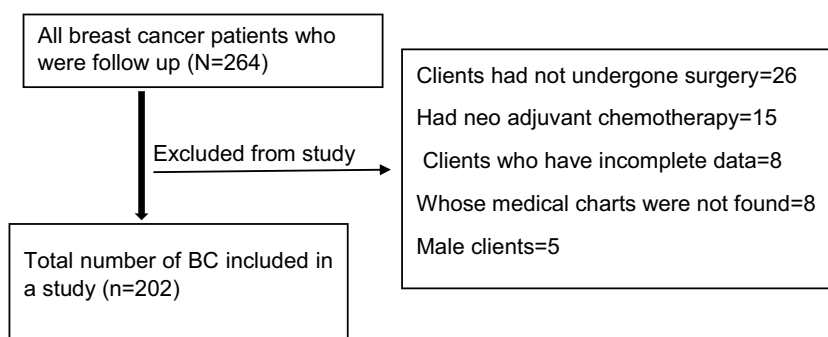 All breast cancer patients who
were follow up (N=264)
Excluded from study
Clients had not undergone surgery=26
Had neo adjuvant chemotherapy=15
Clients who have incomplete data=8
Whose medical charts were not found=8
Male clients=5
Total number of BC included in
a study (n=202)